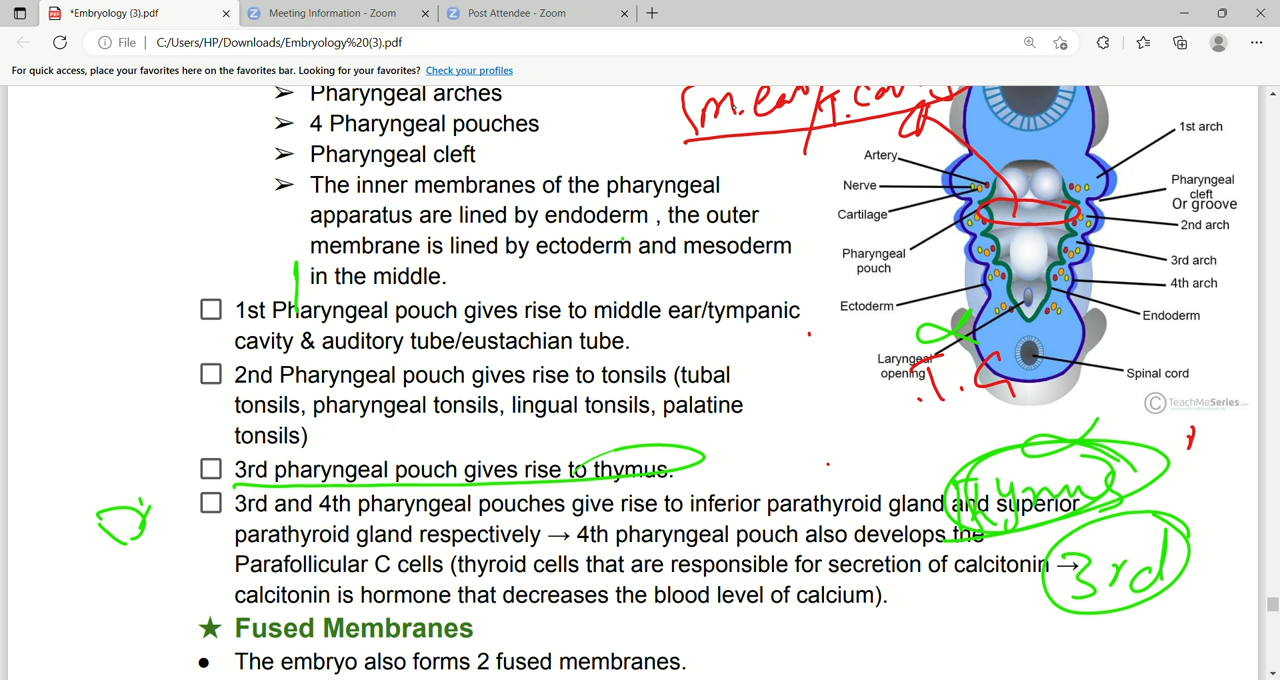 *Embryology (3).pdf
Meeting Information - Zoom
Post Attendee - Zoom
File
C:/Users/HP/Downloads/Embryology%20(3).pdf
For quick access, place your favorites here on the favorites bar. Looking for your favorites? Check your profiles
➢ Pharyngeal arches
➢ 4 Pharyngeal pouches
➢ Pharyngeal cleft
➢ The inner membranes of the pharyngeal
apparatus are lined by endoderm , the outer
membrane is lined by ectoderm and mesoderm
in the middle.
1st Pharyngeal pouch gives rise to middle ear/tympanic
cavity & auditory tube/eustachian tube.
2nd Pharyngeal pouch gives rise to tonsils (tubal
tonsils, pharyngeal tonsils, lingual tonsils, palatine
tonsils)
3rd pharyngeal pouch gives rise to thymus.
3rd and 4th pharyngeal pouches give rise to inferior parathyroid gland and superior
parathyroid gland respectively → 4th pharyngeal pouch also develops the
Parafollicular C cells (thyroid cells that are responsible for secretion of calcitonin →
calcitonin is hormone that decreases the blood level of calcium).
★ Fused Membranes
● The embryo also forms 2 fused membranes.
m. ear
Artery
Nerve
Cartilage
Pharyngeal
pouch
Ectoderm
Laryngeal
opening
1st arch
Pharyngeal
cleft
Or groove
2nd arch
3rd arch
4th arch
Endoderm
Spinal cord
© TeachMeSeries
T.G
Thymus
3rd